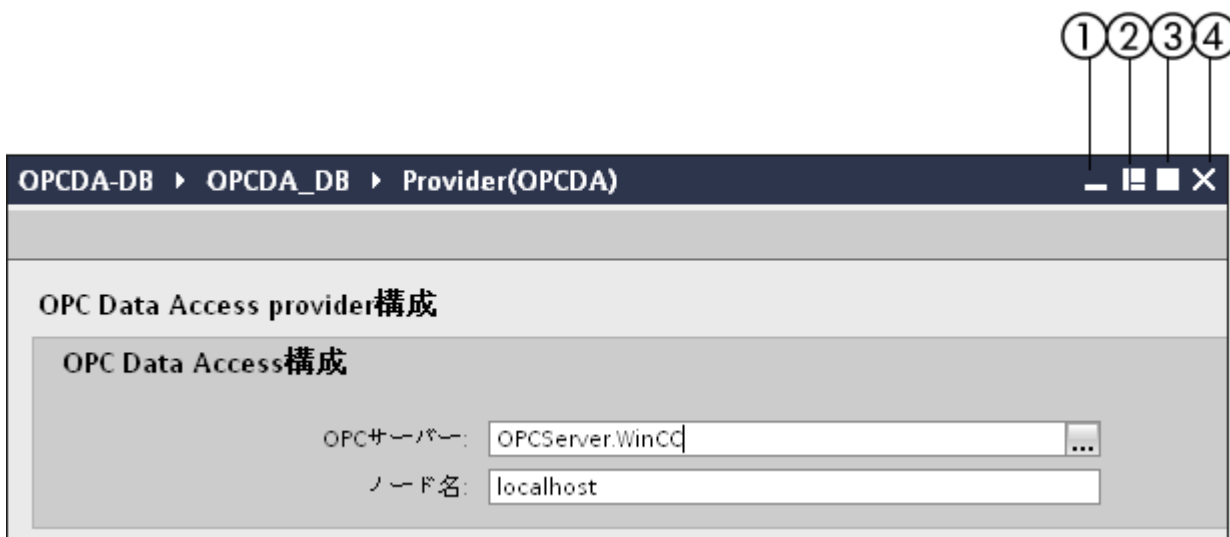 ①②③④
OPCDA-DB ▶ OPCDA_DB ▶ Provider(OPCDA)
OPC Data Access provider構成
OPC Data Access構成
OPCサーバー: OPCServer.WinCC ...
ノード名: localhost